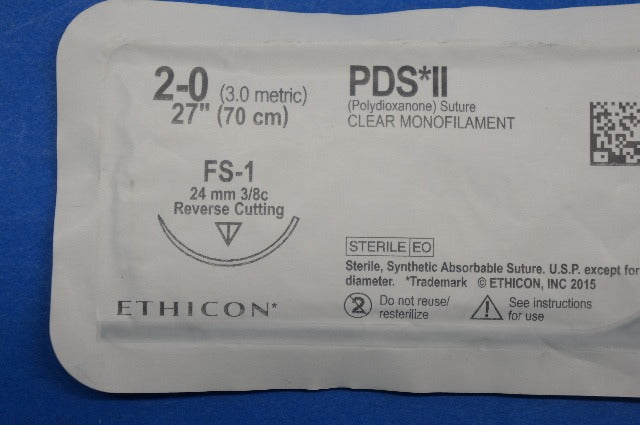 2-0 (3.0 metric)
27" (70 cm)
PDS*II
(Polydioxanone) Suture
CLEAR MONOFILAMENT
FS-1
24 mm 3/8c
Reverse Cutting
STERILE EO
Sterile, Synthetic Absorbable Suture. U.S.P. except for
diameter. *Trademark © ETHICON, INC 2015
ETHICON*
2 Do not reuse/
resterilize
See instructions
for use